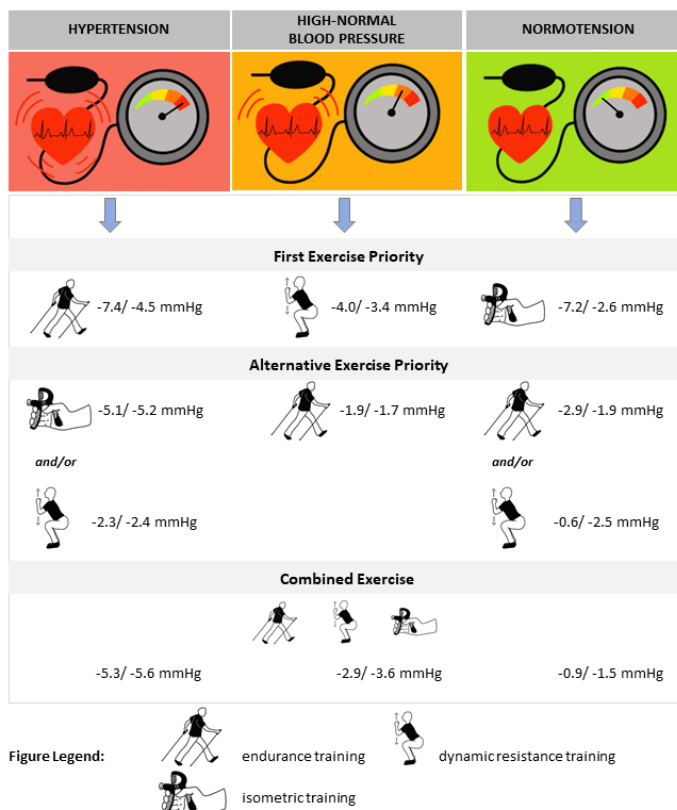 HYPERTENSION
HIGH-NORMAL
BLOOD PRESSURE
NORMOTENSION
First Exercise Priority
-7.4/ -4.5 mmHg
-4.0/ -3.4 mmHg
-7.2/ -2.6 mmHg
Alternative Exercise Priority
-5.1/ -5.2 mmHg
-1.9/ -1.7 mmHg
-2.9/ -1.9 mmHg
and/or
and/or
-2.3/ -2.4 mmHg
-0.6/ -2.5 mmHg
Combined Exercise
-5.3/ -5.6 mmHg
-2.9/ -3.6 mmHg
-0.9/ -1.5 mmHg
Figure Legend:
endurance training
dynamic resistance training
isometric training